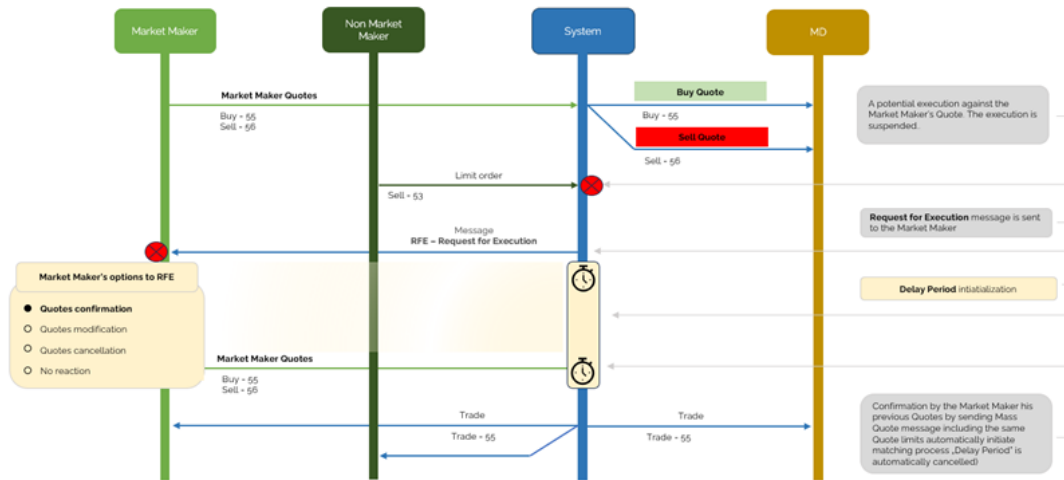 Market Maker
Non Market
Maker
System
MD
Market Maker Quotes
Buy = 55
Sell = 56
Buy Quote
Buy = 55
Sell Quote
Sell = 56
A potential execution against the
Market Maker's Quote. The execution is
suspended.
Limit order
Sell = 53
Message
RFE – Request for Execution
Request for Execution message is sent
to the Market Maker
Market Maker's options to RFE
Quotes confirmation
Quotes modification
Quotes cancellation
No reaction
Delay Period intiatialization
Market Maker Quotes
Buy = 55
Sell = 56
Trade
Trade = 55
Trade
Trade = 55
Confirmation by the Market Maker his
previous Quotes by sending Mass
Quote message including the same
Quote limits automatically initiate
matching process „Delay Period" is
automatically cancelled)